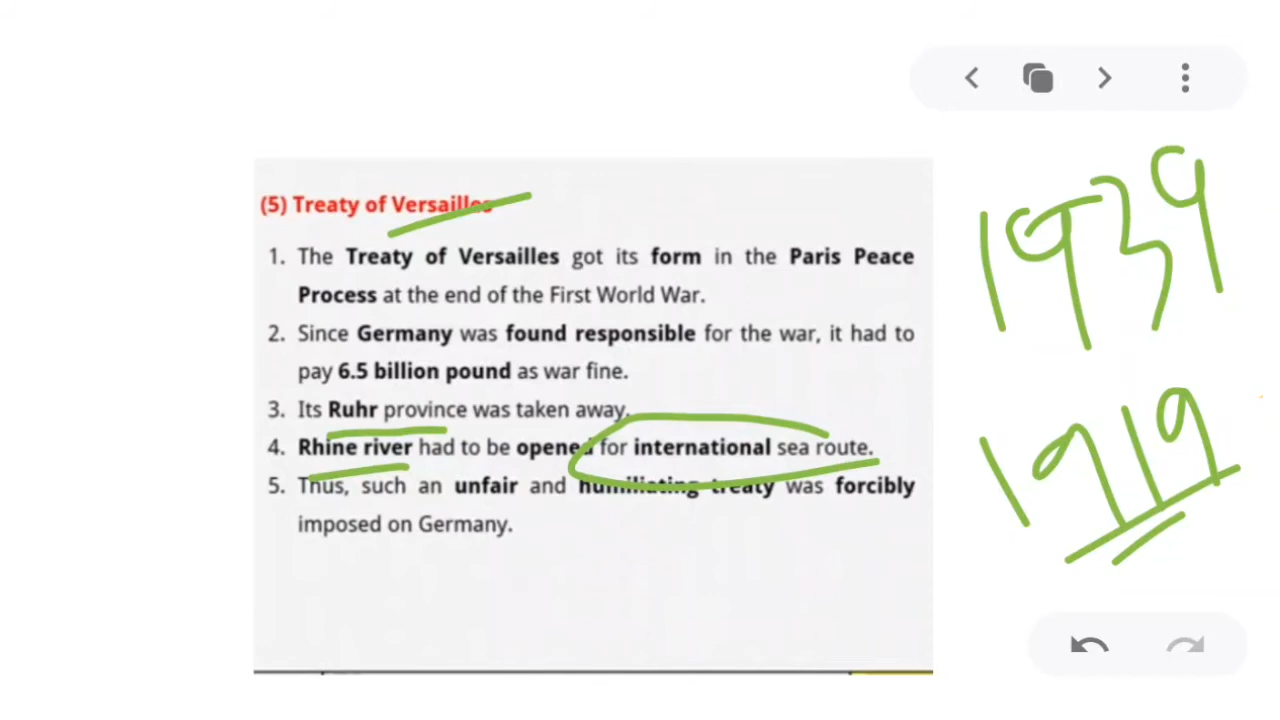 (5) Treaty of Versailles
1. The Treaty of Versailles got its form in the Paris Peace
Process at the end of the First World War.
2. Since Germany was found responsible for the war, it had to
pay 6.5 billion pound as war fine.
3. Its Ruhr province was taken away.
4. Rhine river had to be opened for international sea route.
5. Thus, such an unfair and humiliating treaty was forcibly
imposed on Germany.
1939
1919